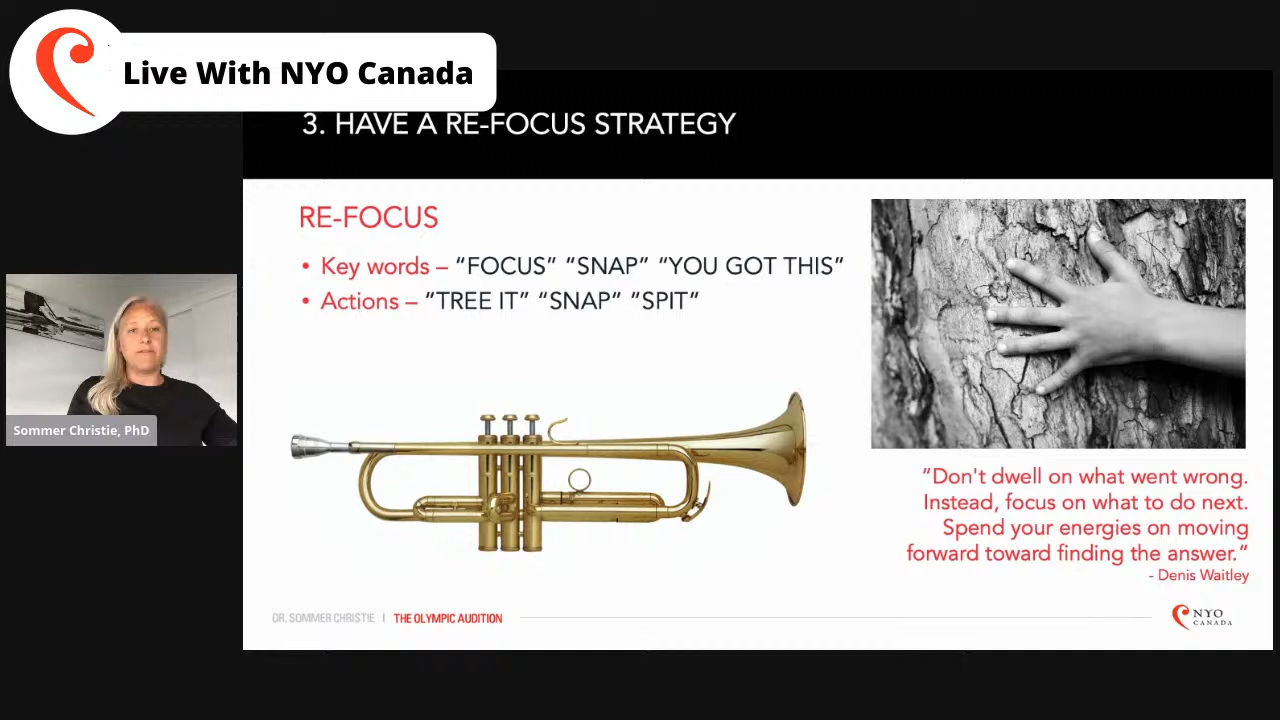 Live With NYO Canada
3. HAVE A RE-FOCUS STRATEGY
RE-FOCUS
• Key words – “FOCUS” “SNAP” “YOU GOT THIS”
• Actions – “TREE IT” “SNAP” “SPIT”
Sommer Christie, PhD
“Don't dwell on what went wrong.
Instead, focus on what to do next.
Spend your energies on moving
forward toward finding the answer.”
- Denis Waitley
DR. SOMMER CHRISTIE | THE OLYMPIC AUDITION
NYO
CANADA